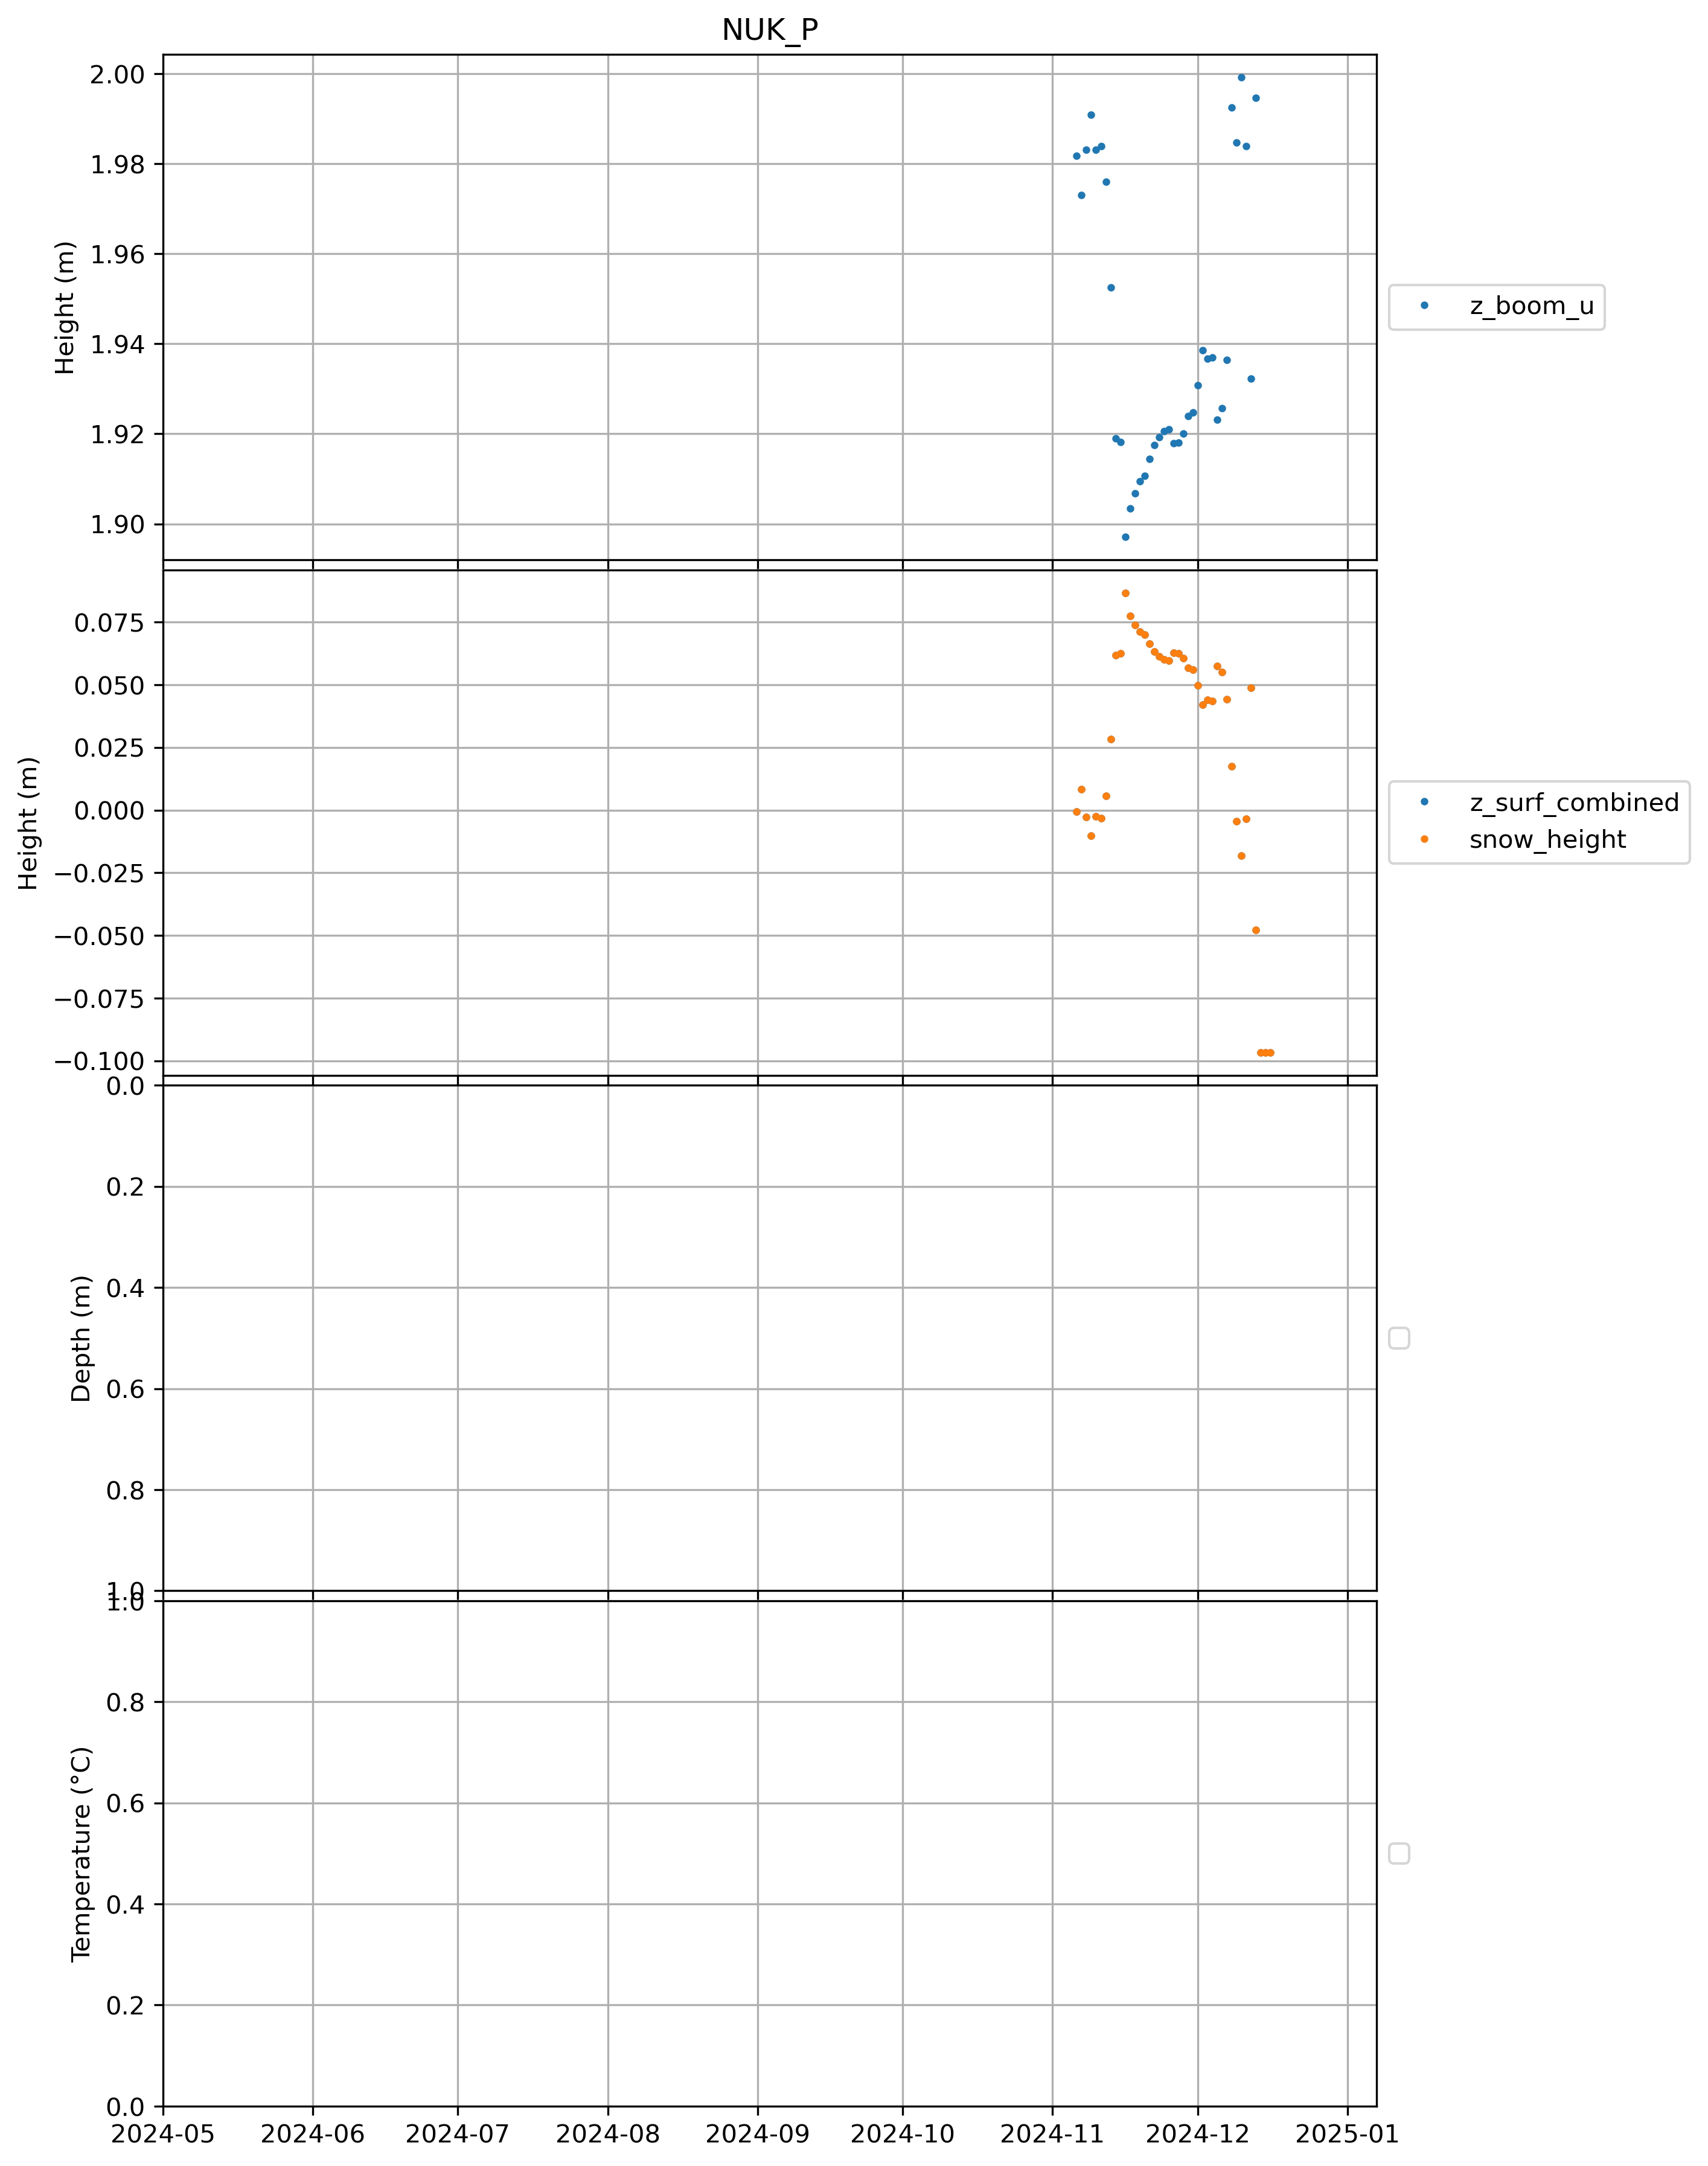 NUK_P
2.00
1.98
1.96
1.94
1.92
1.90
Height (m)
z_boom_u
0.075
0.050
0.025
0.000
−0.025
−0.050
−0.075
−0.100
Height (m)
z_surf_combined
snow_height
0.0
0.2
0.4
0.6
0.8
1.0
Depth (m)
1.0
0.8
0.6
0.4
0.2
0.0
Temperature (°C)
2024-05 2024-06 2024-07 2024-08 2024-09 2024-10 2024-11 2024-12 2025-01